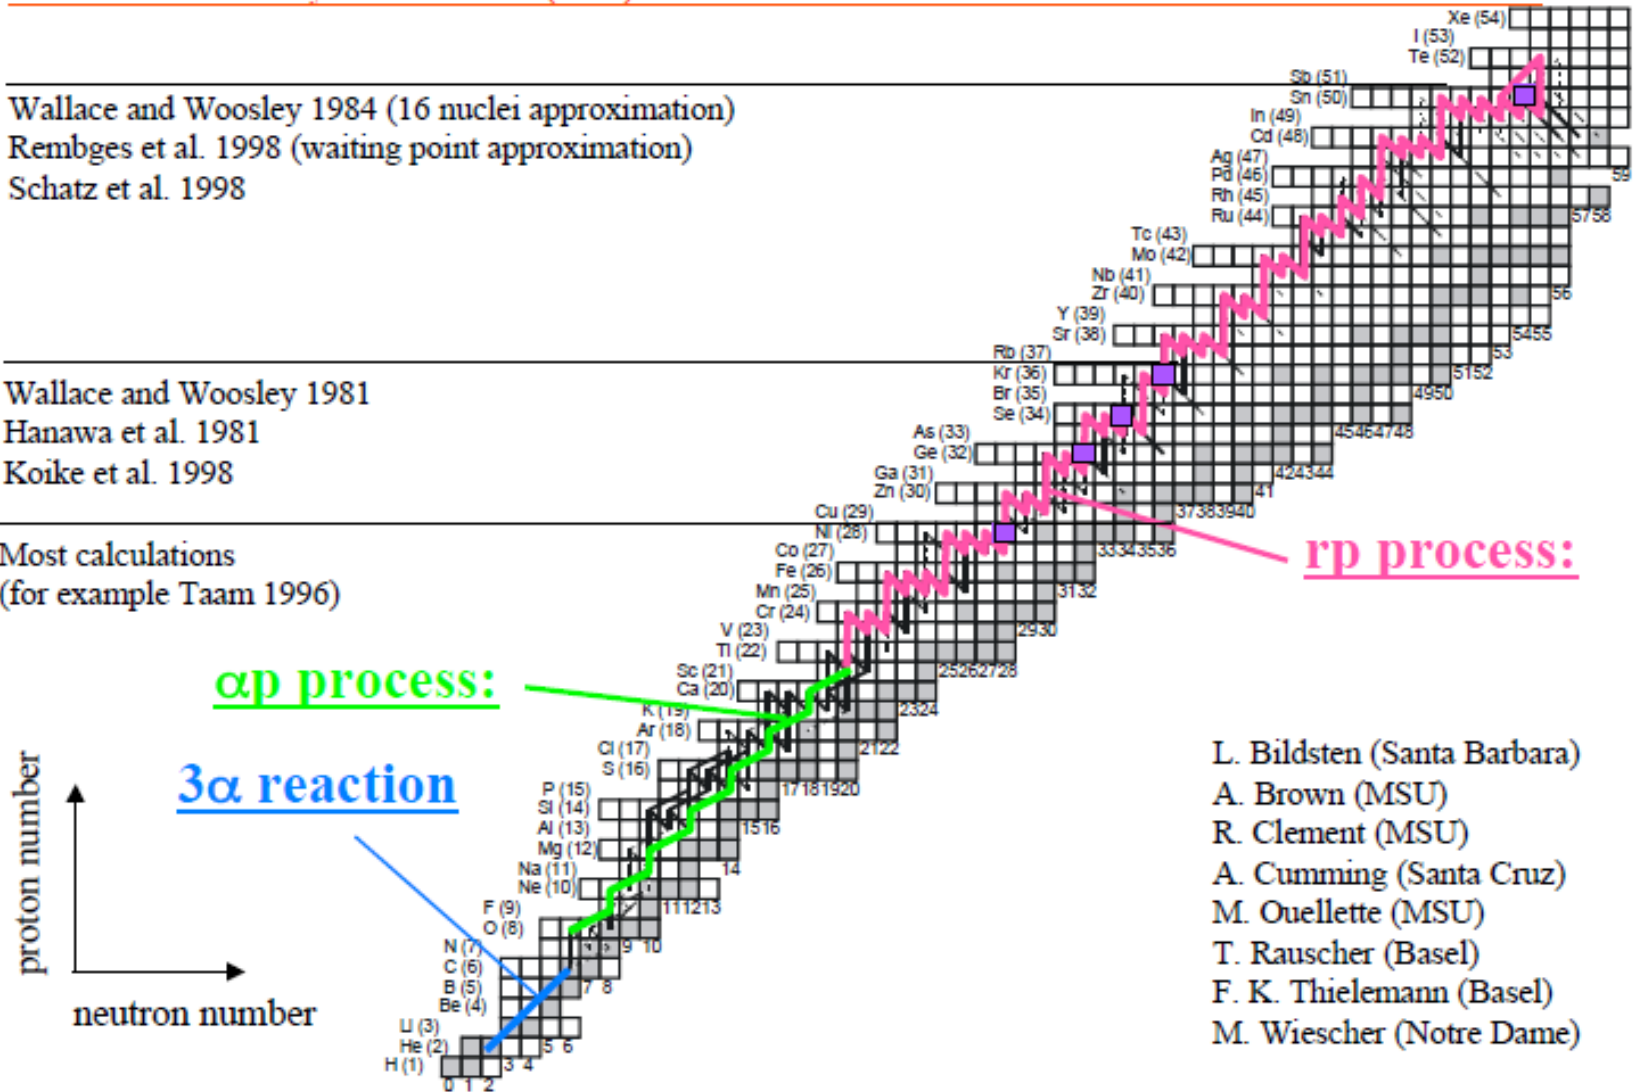 Wallace and Woosley 1984 (16 nuclei approximation)
Rembges et al. 1998 (waiting point approximation)
Schatz et al. 1998
Wallace and Woosley 1981
Hanawa et al. 1981
Koike et al. 1998
Most calculations
(for example Taam 1996)
αp process:
3α reaction
rp process:
proton number
neutron number
L. Bildsten (Santa Barbara)
A. Brown (MSU)
R. Clement (MSU)
A. Cumming (Santa Cruz)
M. Ouellette (MSU)
T. Rauscher (Basel)
F. K. Thielemann (Basel)
M. Wiescher (Notre Dame)
Xe (54)
I (53)
Te (52)
Sb (51)
Sn (50)
In (49)
Cd (48)
Ag (47)
Pd (46)
Rh (45)
Ru (44)
Tc (43)
Mo (42)
Nb (41)
Zr (40)
Y (39)
Sr (38)
Rb (37)
Kr (36)
Br (35)
Se (34)
As (33)
Ge (32)
Ga (31)
Zn (30)
Cu (29)
Ni (28)
Co (27)
Fe (26)
Mn (25)
Cr (24)
V (23)
Ti (22)
Sc (21)
Ca (20)
K (19)
Ar (18)
Cl (17)
S (16)
P (15)
Si (14)
Al (13)
Mg (12)
Na (11)
Ne (10)
F (9)
O (8)
N (7)
C (6)
B (5)
Be (4)
Li (3)
He (2)
H (1)
0 1 2
3 4
5 6
7 8
9 10
111213
14
1516
17181920
2122
2324
25262728
2930
3132
33343536
37383940
41
424344
45464748
4950
5152
53
5455
56
5758
59